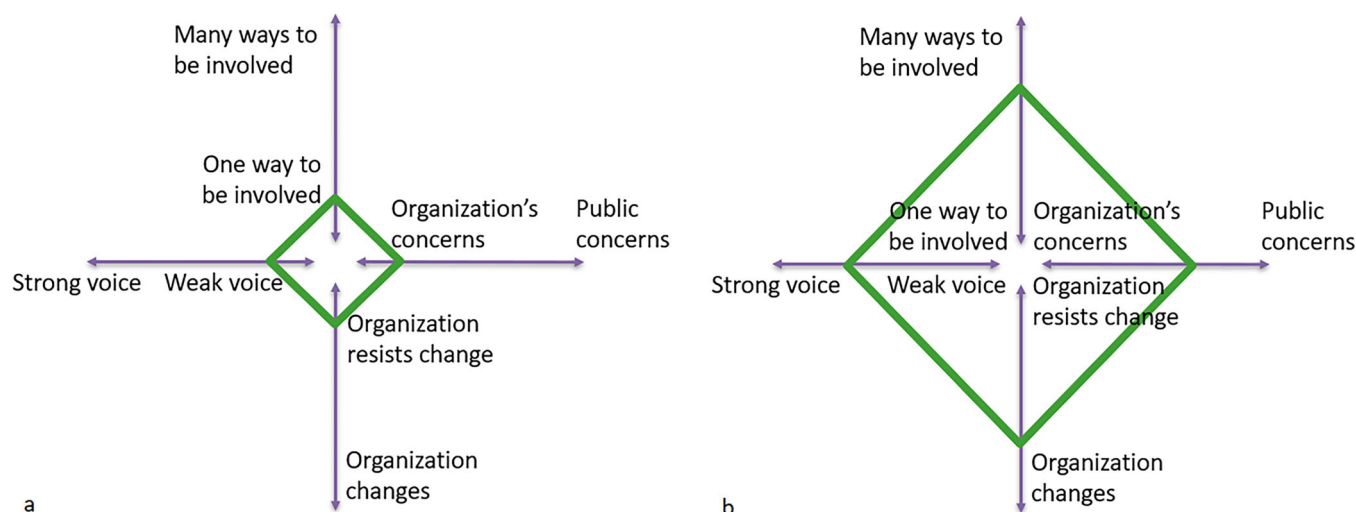 Many ways to
be involved
One way to
be involved
Organization's
concerns
Public
concerns
Strong voice
Weak voice
Organization
resists change
Organization
changes
a
Many ways to
be involved
One way to
be involved
Organization's
concerns
Public
concerns
Strong voice
Weak voice
Organization
resists change
Organization
changes
b